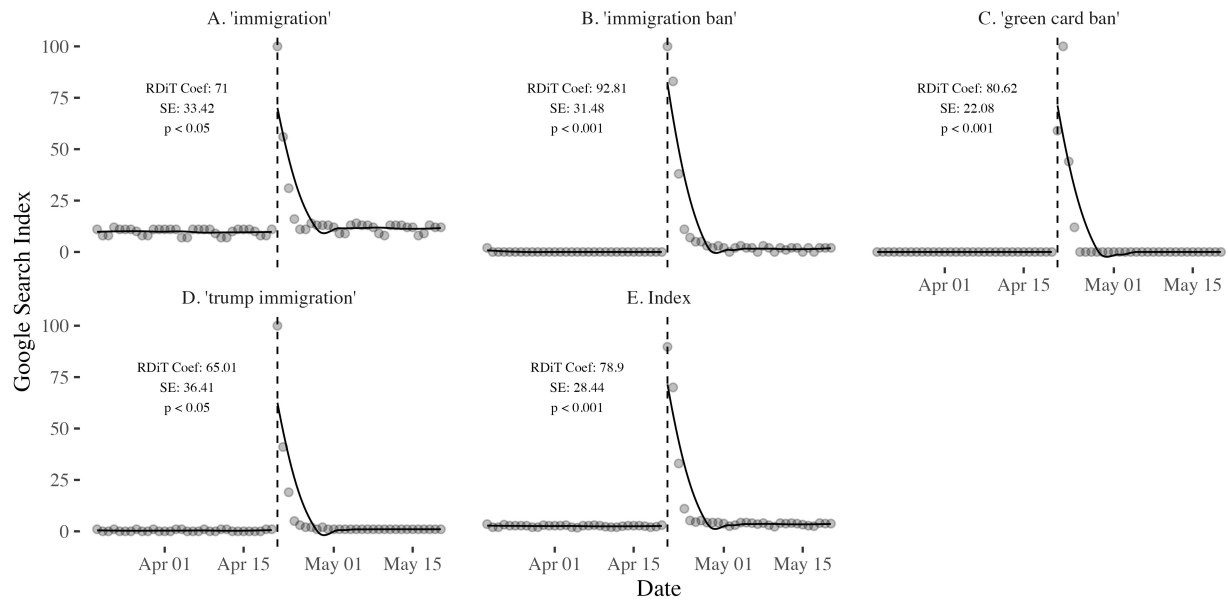 A. 'immigration'
B. 'immigration ban'
C. 'green card ban'
100
75
50
25
0
RDiT Coef: 71
SE: 33.42
p < 0.05
RDiT Coef: 92.81
SE: 31.48
p < 0.001
RDiT Coef: 80.62
SE: 22.08
p < 0.001
Apr 01
Apr 15
May 01
May 15
D. 'trump immigration'
E. Index
100
75
50
25
0
RDiT Coef: 65.01
SE: 36.41
p < 0.05
RDiT Coef: 78.9
SE: 28.44
p < 0.001
Apr 01
Apr 15
May 01
May 15
Apr 01
Apr 15
May 01
May 15
Google Search Index
Date